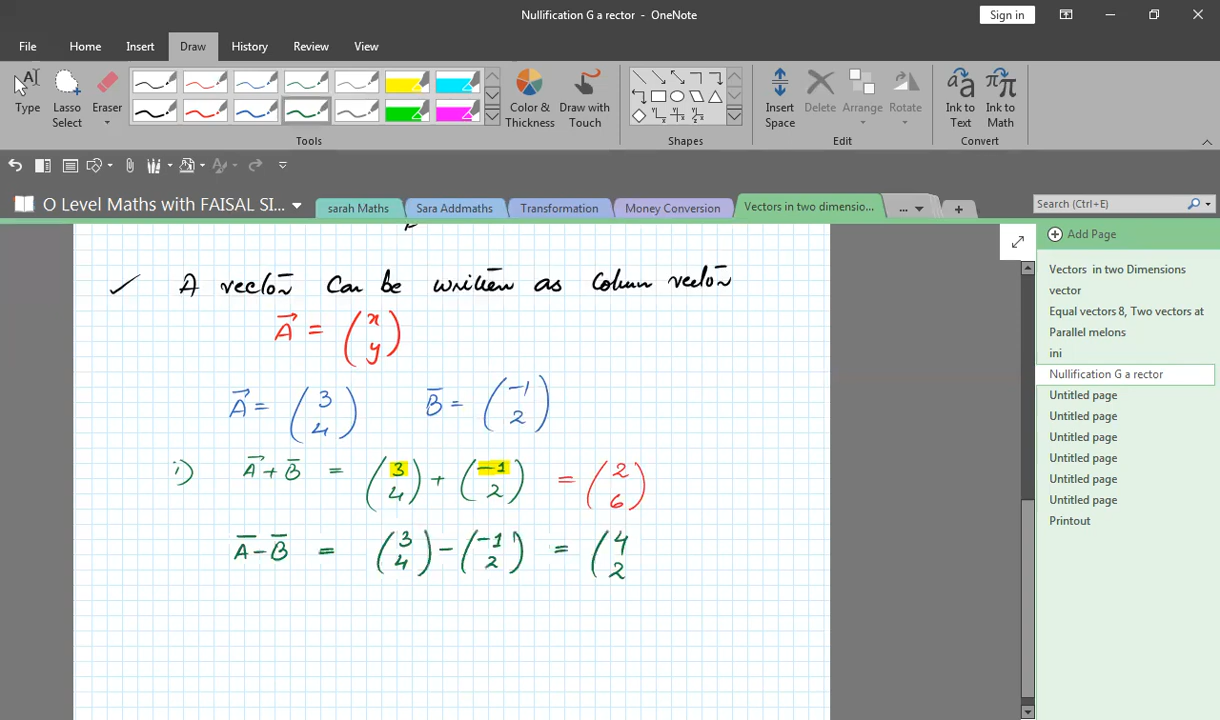 Nullification G a rector - OneNote
Sign in
File Home Insert Draw History Review View
Type
Lasso Select
Eraser
Color & Thickness
Draw with Touch
Insert Space
Delete
Arrange
Rotate
Ink to Text
Ink to Math
Tools
Shapes
Edit
Convert
O Level Maths with FAISAL SI...
sarah Maths
Sara Addmaths
Transformation
Money Conversion
Vectors in two dimensio...
...
Search (Ctrl+E)
Add Page
Vectors in two Dimensions
vector
Equal vectors 8, Two vectors at
Parallel melons
ini
Nullification G a rector
Untitled page
Untitled page
Untitled page
Untitled page
Untitled page
Untitled page
Printout
✓ A vector Can be written as Column vector
A⃗ = (x y)
A⃗ = (3 4) B̅ = (-1 2)
i) A⃗ + B̅ = (3 4) + (-1 2) = (2 6)
A̅ - B̅ = (3 4) - (-1 2) = (4 2